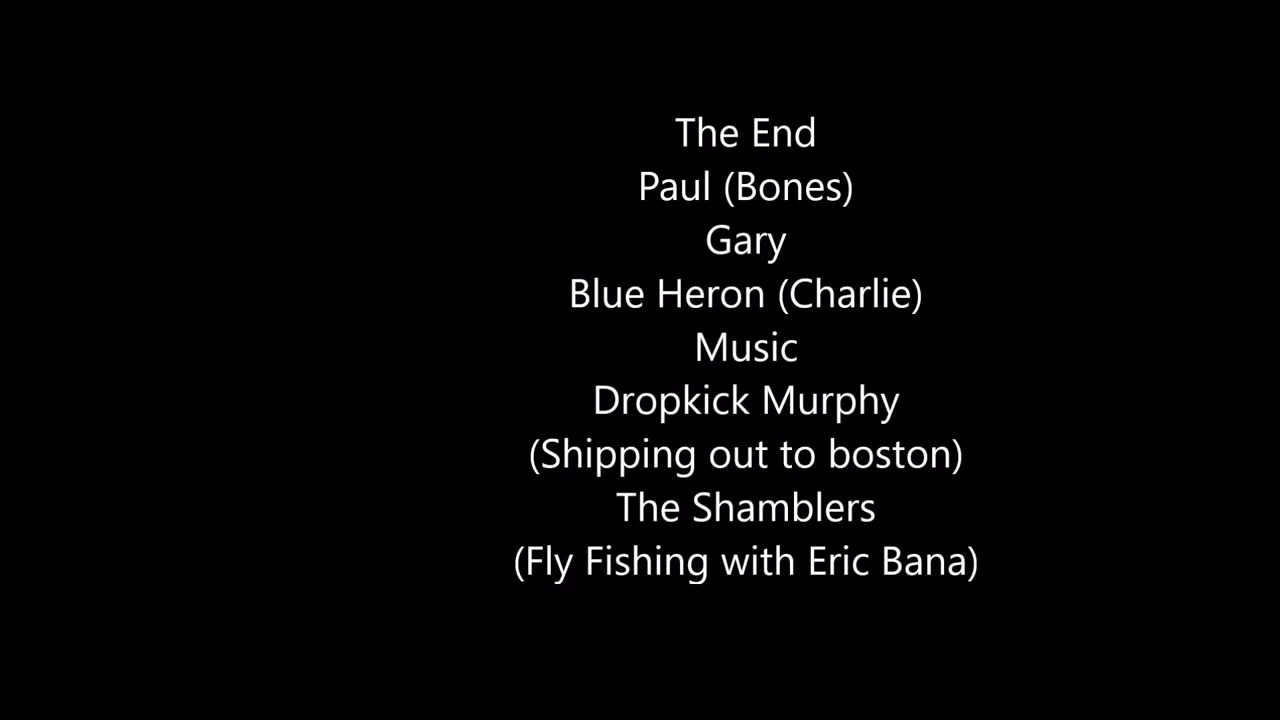 The End
Paul (Bones)
Gary
Blue Heron (Charlie)
Music
Dropkick Murphy
(Shipping out to boston)
The Shamblers
(Fly Fishing with Eric Bana)